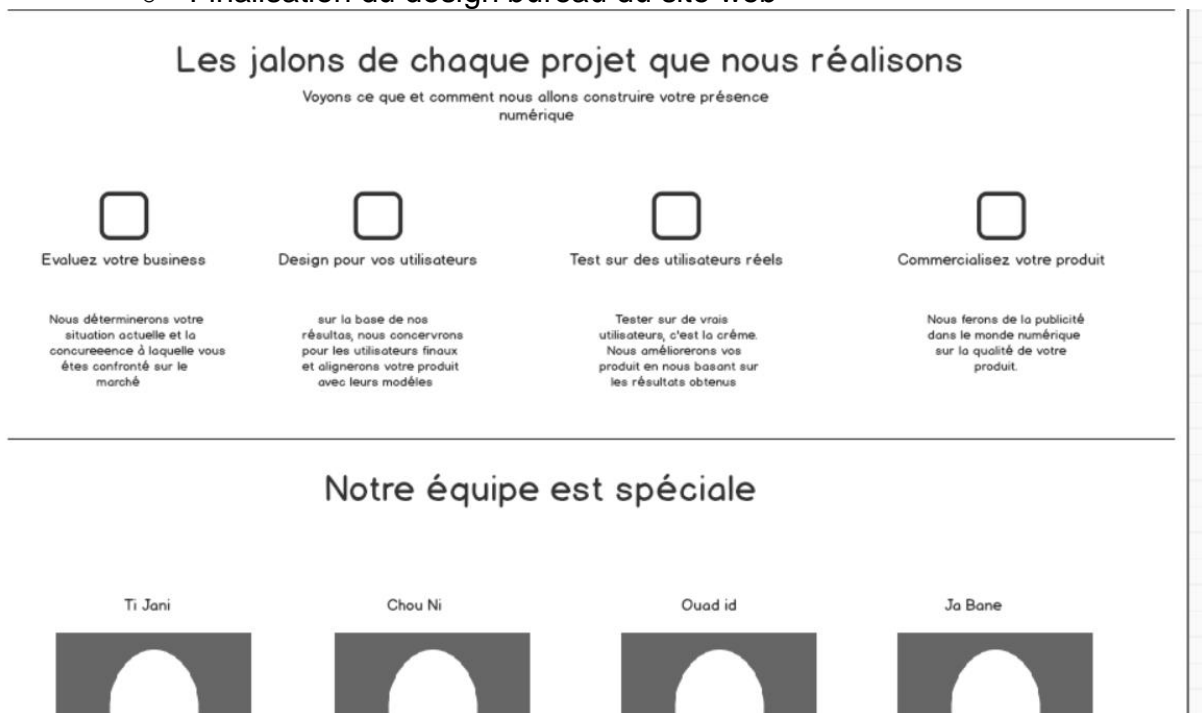 Finalisation du design bureau du site web
Les jalons de chaque projet que nous réalisons
Voyons ce que et comment nous allons construire votre présence
numérique
Evaluez votre business
Design pour vos utilisateurs
Test sur des utilisateurs réels
Commercialisez votre produit
Nous déterminerons votre
situation actuelle et la
concureeence à laquelle vous
êtes confronté sur le
marché
sur la base de nos
résultas, nous concervrons
pour les utilisateurs finaux
et alignerons votre produit
avec leurs modèles
Tester sur de vrais
utilisateurs, c'est la crême.
Nous améliorerons vos
produit en nous basant sur
les résultats obtenus
Nous ferons de la publicité
dans le monde numérique
sur la qualité de votre
produit.
Notre équipe est spéciale
Ti Jani
Chou Ni
Ouad id
Ja Bane